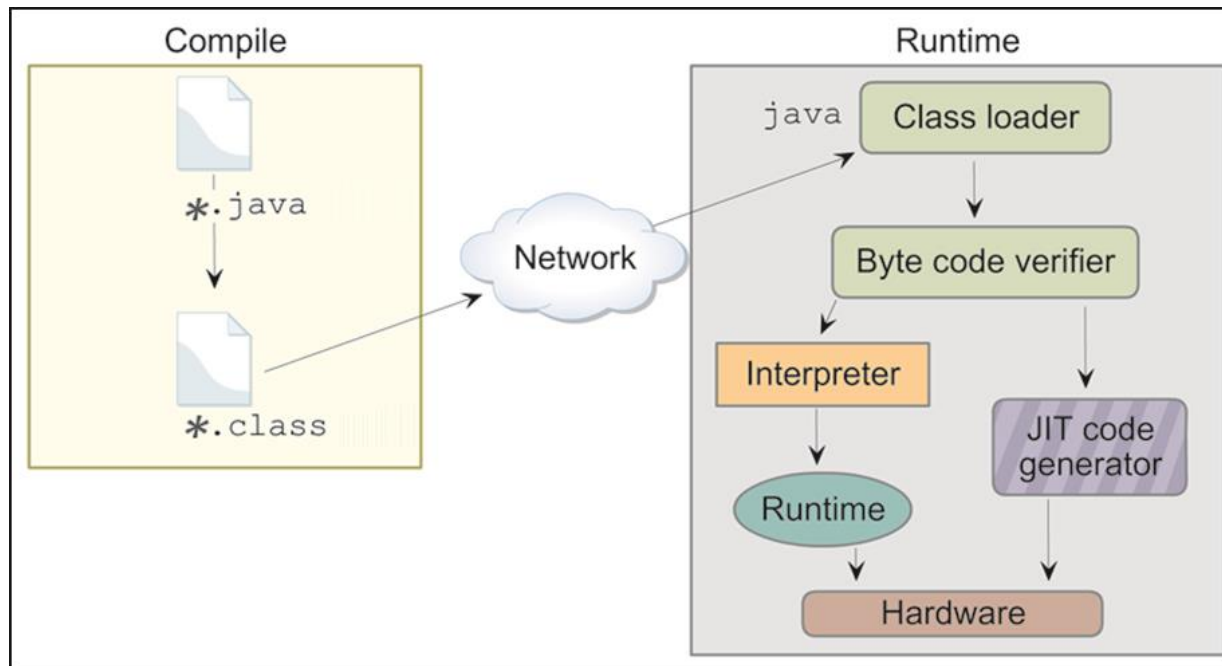 Compile
*.java
*.class
Network
Runtime
java
Class loader
Byte code verifier
Interpreter
JIT code
generator
Runtime
Hardware